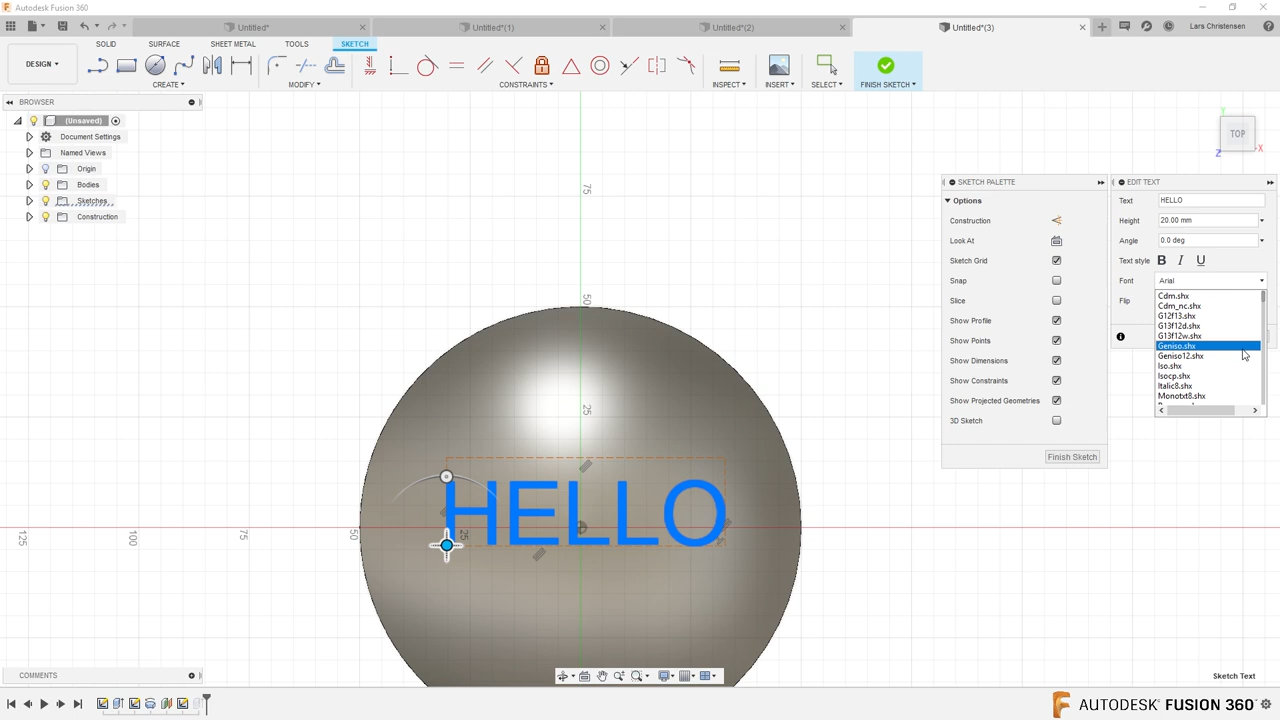 Autodesk Fusion 360
Untitled*
Untitled*(1)
Untitled*(2)
Untitled*(3)
Lars Christensen
SOLID
SURFACE
SHEET METAL
TOOLS
SKETCH
DESIGN
CREATE
MODIFY
CONSTRAINTS
INSPECT
INSERT
SELECT
FINISH SKETCH
BROWSER
(Unsaved)
Document Settings
Named Views
Origin
Bodies
Sketches
Construction
TOP
Y
X
Z
SKETCH PALETTE
Options
Construction
Look At
Sketch Grid
Snap
Slice
Show Profile
Show Points
Show Dimensions
Show Constraints
Show Projected Geometries
3D Sketch
Finish Sketch
EDIT TEXT
Text HELLO
Height 20.00 mm
Angle 0.0 deg
Text style B I U
Font Arial
Flip
Cdm.shx
Cdm_nc.shx
G12f13.shx
G13f12d.shx
G13f12w.shx
Geniso.shx
Geniso12.shx
Iso.shx
Isocp.shx
Italic8.shx
Monotxt8.shx
75
50
25
HELLO
125
100
75
50
25
COMMENTS
Sketch Text
AUTODESK FUSION 360